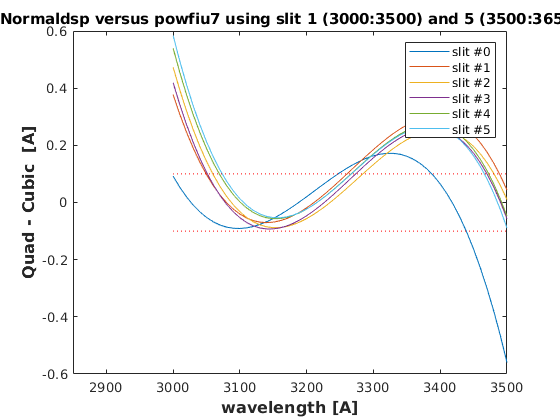 Normaldsp versus powfiu7 using slit 1 (3000:3500) and 5 (3500:365
0.6
0.4
0.2
0
-0.2
-0.4
-0.6
Quad - Cubic [A]
slit #0
slit #1
slit #2
slit #3
slit #4
slit #5
2900 3000 3100 3200 3300 3400 3500
wavelength [A]